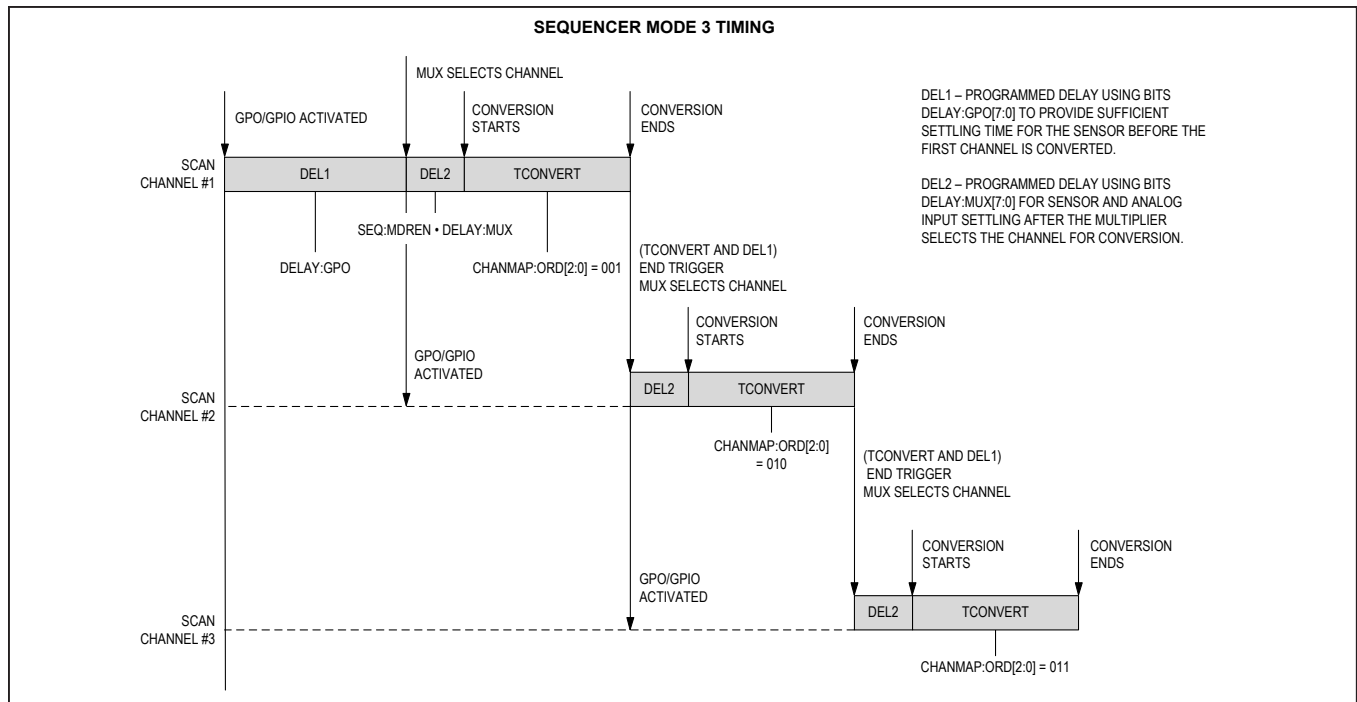 SEQUENCER MODE 3 TIMING
MUX SELECTS CHANNEL
GPO/GPIO ACTIVATED
CONVERSION
STARTS
CONVERSION
ENDS
DEL1 – PROGRAMMED DELAY USING BITS
DELAY:GPO[7:0] TO PROVIDE SUFFICIENT
SETTLING TIME FOR THE SENSOR BEFORE THE
FIRST CHANNEL IS CONVERTED.
DEL2 – PROGRAMMED DELAY USING BITS
DELAY:MUX[7:0] FOR SENSOR AND ANALOG
INPUT SETTLING AFTER THE MULTIPLIER
SELECTS THE CHANNEL FOR CONVERSION.
SCAN
CHANNEL #1
DEL1
DEL2
TCONVERT
SEQ:MDREN • DELAY:MUX
DELAY:GPO
CHANMAP:ORD[2:0] = 001
(TCONVERT AND DEL1)
END TRIGGER
MUX SELECTS CHANNEL
CONVERSION
STARTS
CONVERSION
ENDS
GPO/GPIO
ACTIVATED
SCAN
CHANNEL #2
DEL2
TCONVERT
CHANMAP:ORD[2:0]
= 010
(TCONVERT AND DEL1)
END TRIGGER
MUX SELECTS CHANNEL
CONVERSION
STARTS
CONVERSION
ENDS
GPO/GPIO
ACTIVATED
SCAN
CHANNEL #3
DEL2
TCONVERT
CHANMAP:ORD[2:0] = 011